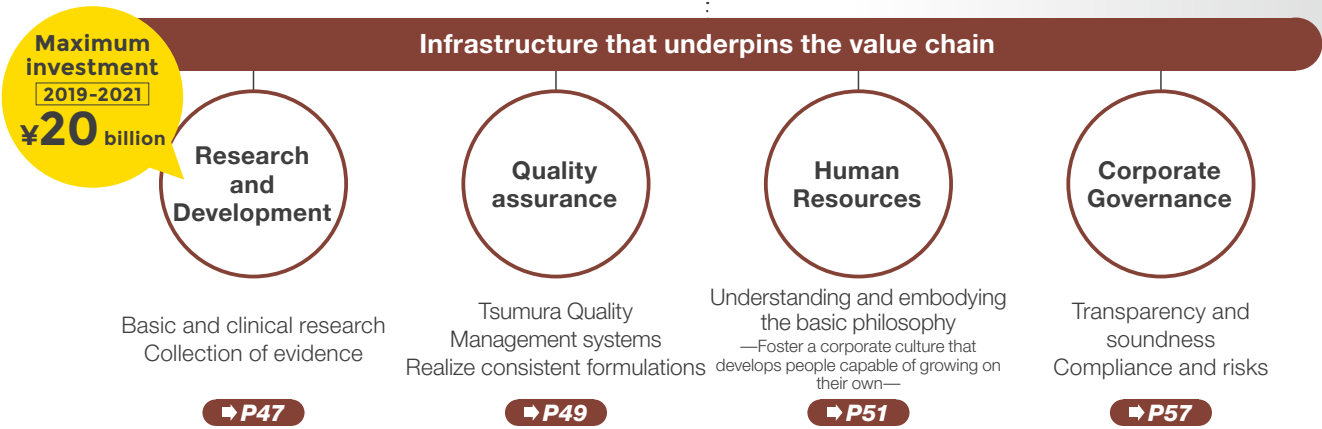 Infrastructure that underpins the value chain
Maximum
investment
2019-2021
¥20 billion
Research
and
Development
Basic and clinical research
Collection of evidence
➡P47
Quality
assurance
Tsumura Quality
Management systems
Realize consistent formulations
➡P49
Human
Resources
Understanding and embodying
the basic philosophy
—Foster a corporate culture that
develops people capable of growing on
their own—
➡P51
Corporate
Governance
Transparency and
soundness
Compliance and risks
➡P57